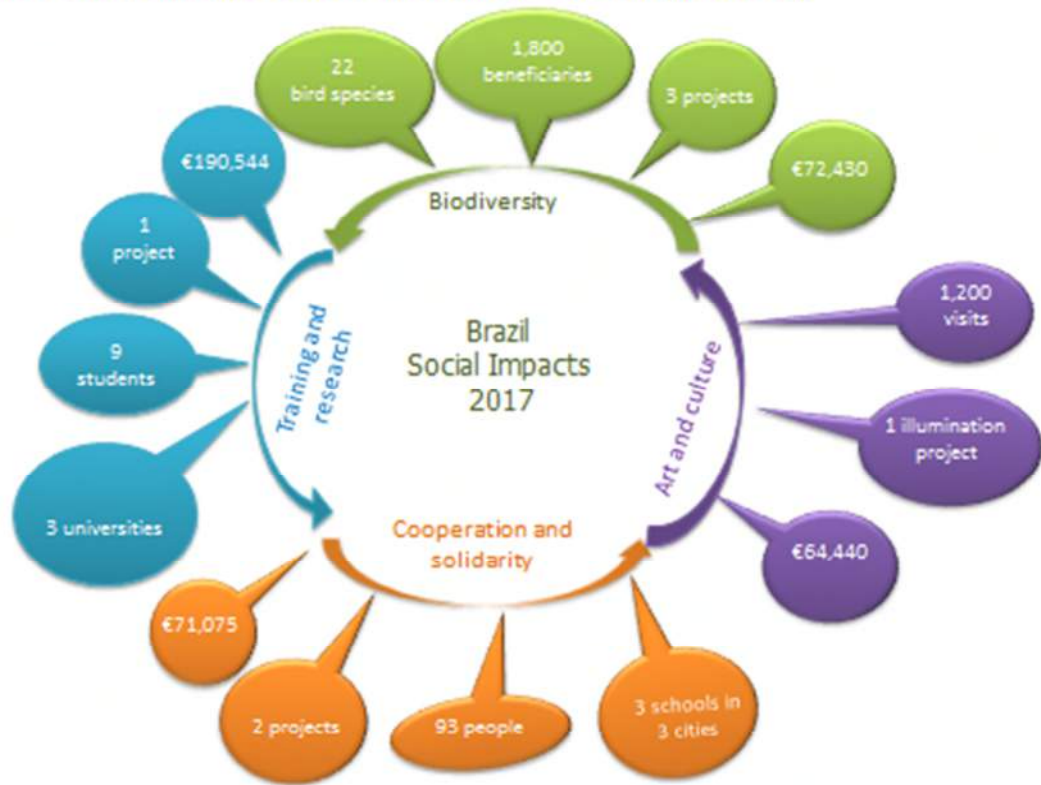 22
bird species
1,800
beneficiaries
3 projects
€72,430
Biodiversity
€190,544
1
project
9
students
3 universities
Training and
research
Brazil
Social Impacts
2017
1,200
visits
1 illumination
project
€64,440
Art and culture
Cooperation and
solidarity
€71,075
2 projects
93 people
3 schools in
3 cities